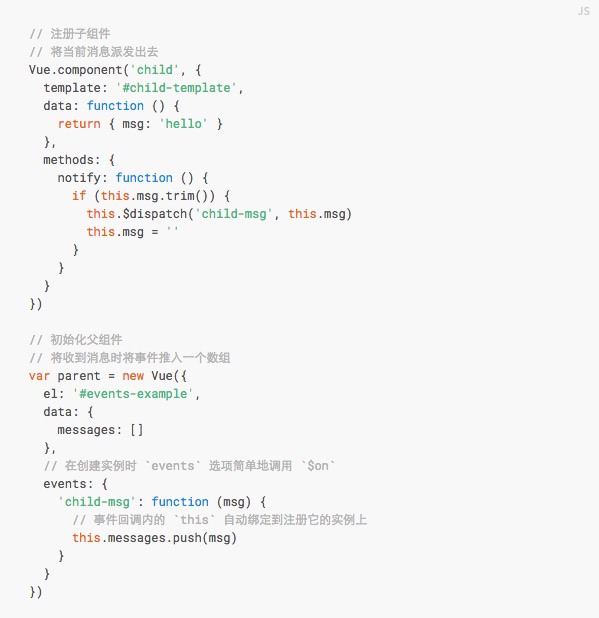 JS
// 注册子组件
// 将当前消息派发出去
Vue.component('child', {
  template: '#child-template',
  data: function () {
    return { msg: 'hello' }
  },
  methods: {
    notify: function () {
      if (this.msg.trim()) {
        this.$dispatch('child-msg', this.msg)
        this.msg = ''
      }
    }
  }
})

// 初始化父组件
// 将收到消息时将事件推入一个数组
var parent = new Vue({
  el: '#events-example',
  data: {
    messages: []
  },
  // 在创建实例时 `events` 选项简单地调用 `$on`
  events: {
    'child-msg': function (msg) {
      // 事件回调内的 `this` 自动绑定到注册它的实例上
      this.messages.push(msg)
    }
  }
})